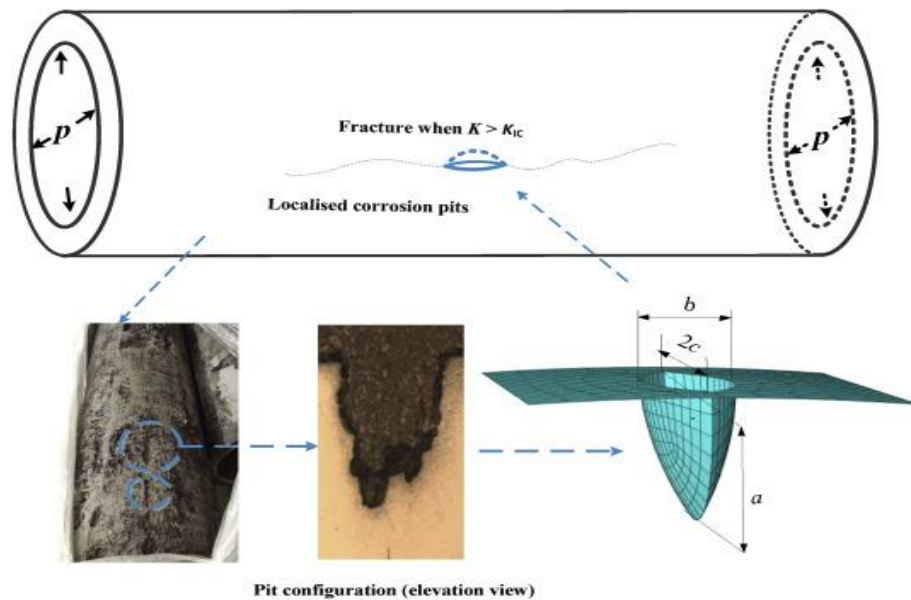 p
p
Fracture when K > KIC
Localised corrosion pits
b
2c
a
Pit configuration (elevation view)